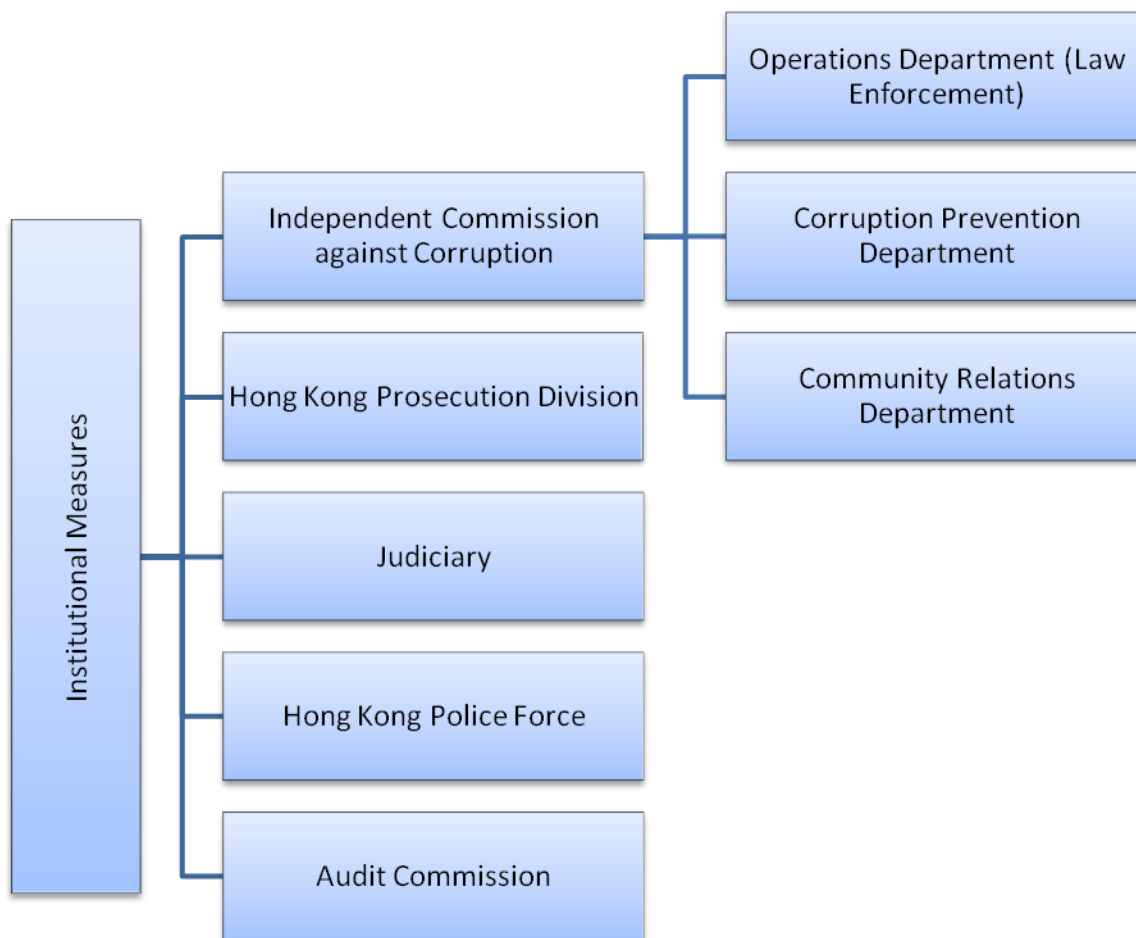 Institutional Measures
Independent Commission
against Corruption
Hong Kong Prosecution Division
Judiciary
Hong Kong Police Force
Audit Commission
Operations Department (Law
Enforcement)
Corruption Prevention
Department
Community Relations
Department